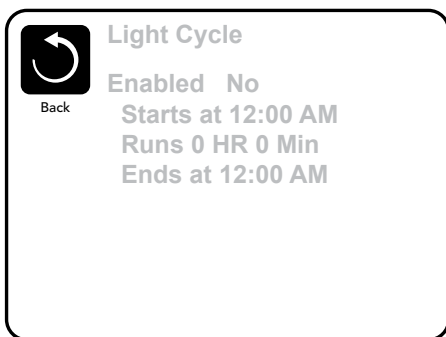 Light Cycle
Enabled No
Starts at 12:00 AM
Back
Runs 0 HR 0 Min
Ends at 12:00 AM